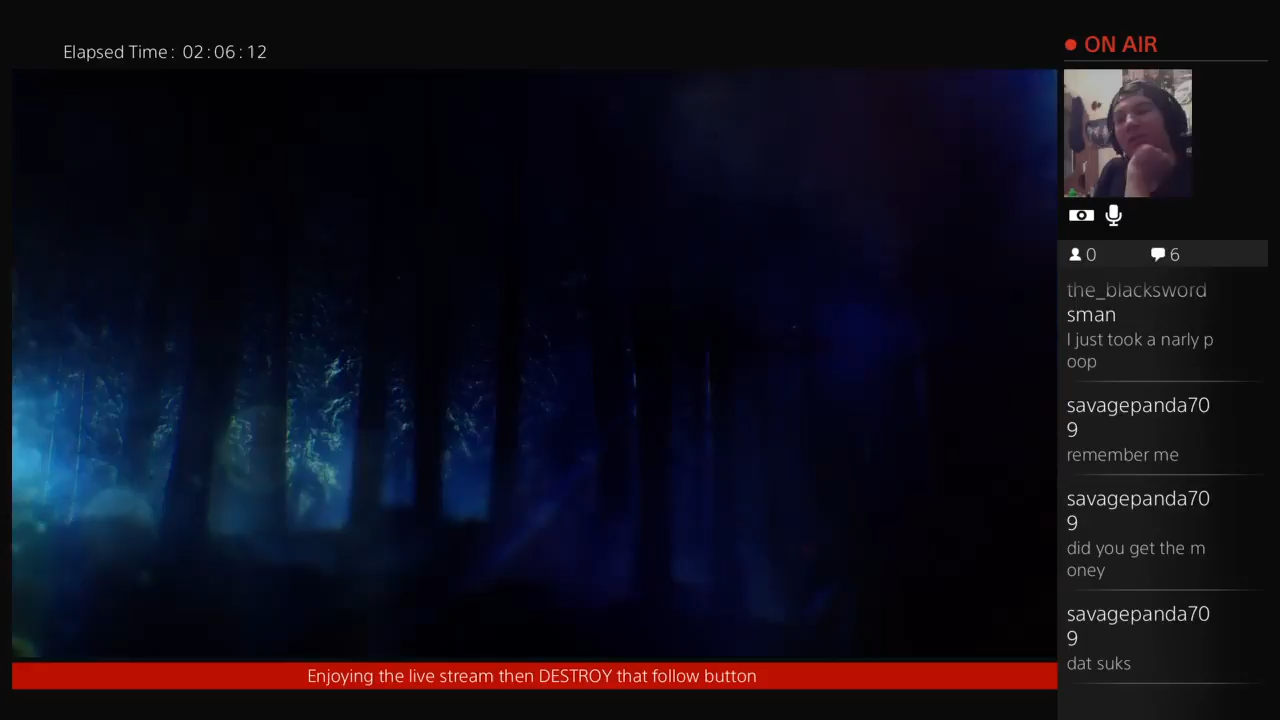 Elapsed Time: 02:06:12
ON AIR
0 6
the_blacksword
sman
I just took a narly p
oop
savagepanda70
9
remember me
savagepanda70
9
did you get the m
oney
savagepanda70
9
dat suks
Enjoying the live stream then DESTROY that follow button